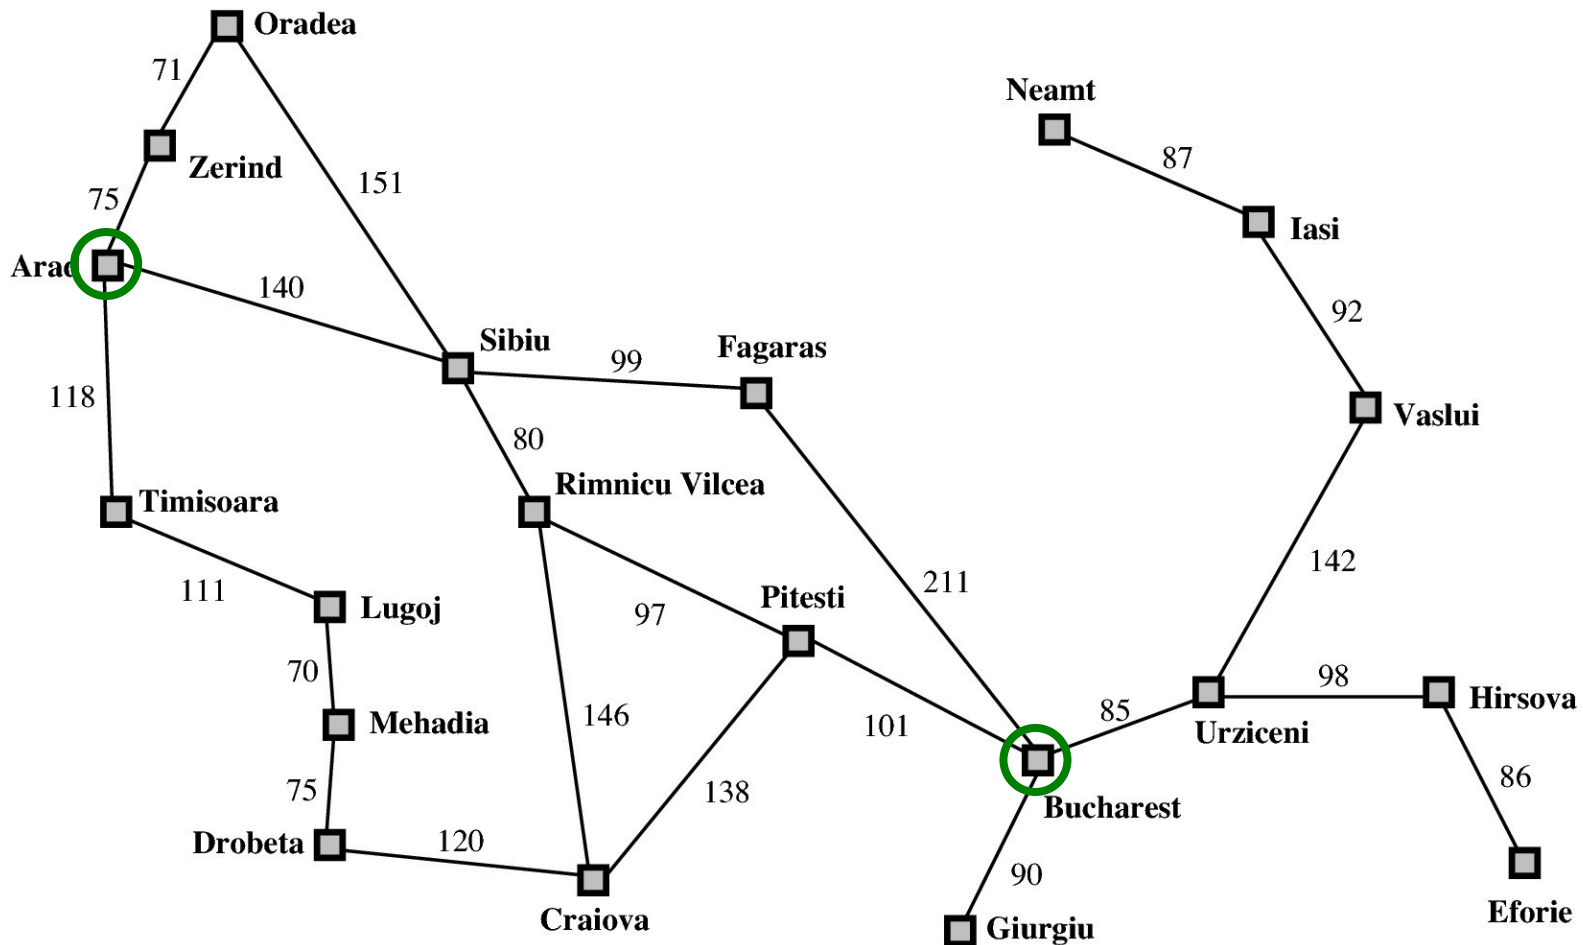 Oradea
71
Neamt
87
Zerind
151
75
Iasi
Arad
140
92
Sibiu
99
Fagaras
118
80
Vaslui
Rimnicu Vilcea
Timisoara
142
111
211
Lugoj
97
Pitesti
70
98
Hirsova
Mehadia
146
101
85
Urziceni
75
138
86
Bucharest
Drobeta
120
90
Craiova
Eforie
Giurgiu